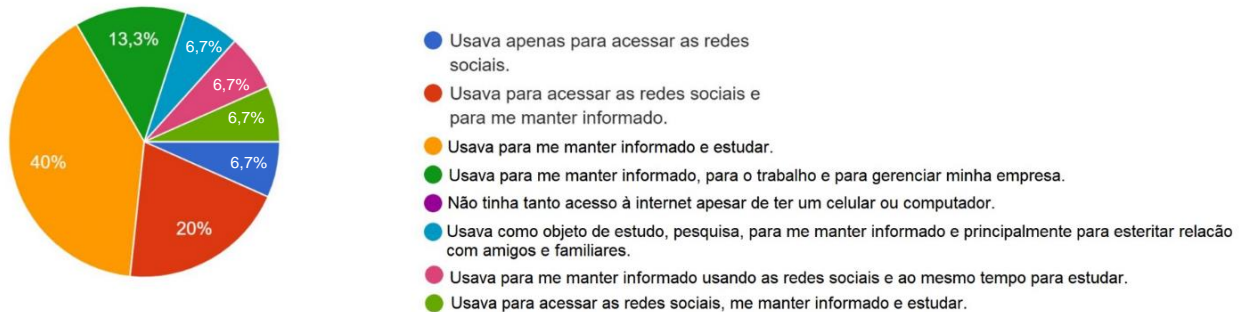 13,3%
6,7%
6,7%
6,7%
6,7%
40%
20%
Usava apenas para acessar as redes
sociais.
Usava para acessar as redes sociais e
para me manter informado.
Usava para me manter informado e estudar.
Usava para me manter informado, para o trabalho e para gerenciar minha empresa.
Não tinha tanto acesso à internet apesar de ter um celular ou computador.
Usava como objeto de estudo, pesquisa, para me manter informado e principalmente para esteritar relacão
com amigos e familiares.
Usava para me manter informado usando as redes sociais e ao mesmo tempo para estudar.
Usava para acessar as redes sociais, me manter informado e estudar.